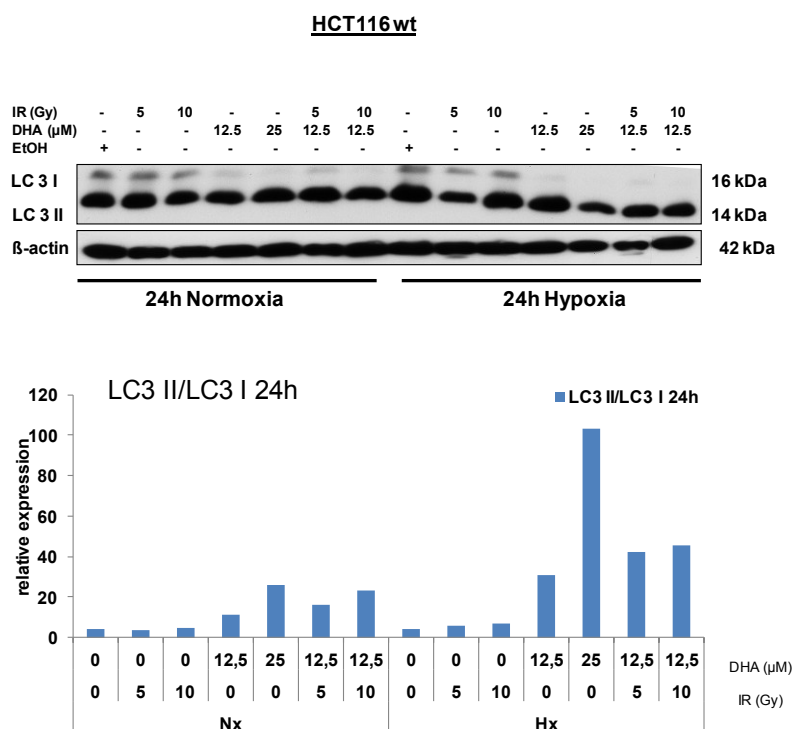 HCT116 wt
IR (Gy) - 5 10 - - 5 10 - 5 10 - - 5 10
DHA (µM) - - - 12.5 25 12.5 12.5 - - - 12.5 25 12.5 12.5
EtOH + - - - - - - + - - - - - -
LC 3 I 16 kDa
LC 3 II 14 kDa
ß-actin 42 kDa
24h Normoxia 24h Hypoxia
LC3 II/LC3 I 24h
LC3 II/LC3 I 24h
relative expression
120
100
80
60
40
20
0
0 0 0 12,5 25 12,5 12,5 0 0 0 12,5 25 12,5 12,5 DHA (µM)
0 5 10 0 0 5 10 0 5 10 0 0 5 10 IR (Gy)
Nx Hx